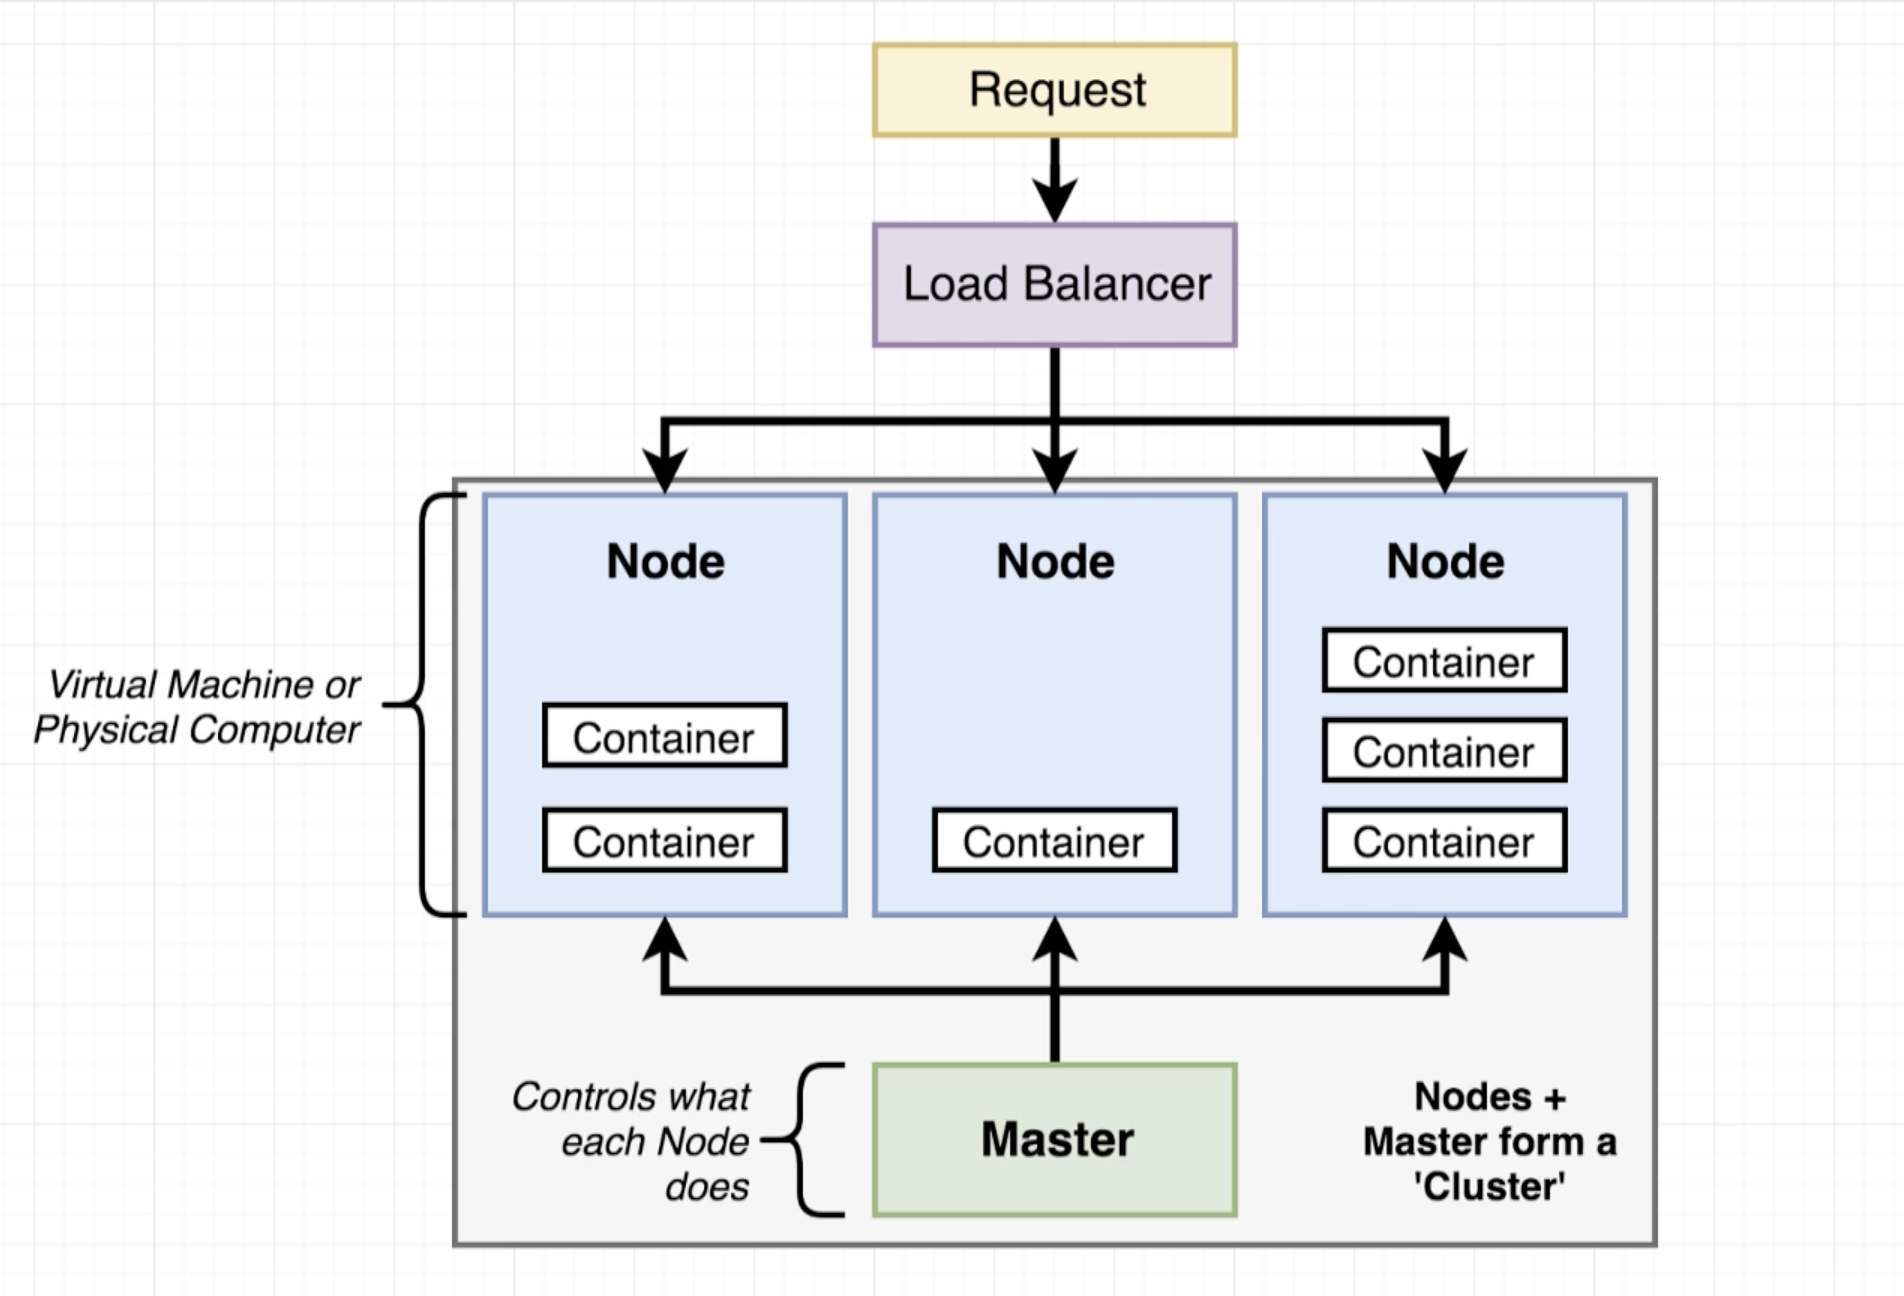 Request
Load Balancer
Node
Node
Node
Container
Container
Container
Container
Container
Container
Virtual Machine or
Physical Computer
Controls what
each Node
does
Master
Nodes +
Master form a
'Cluster'